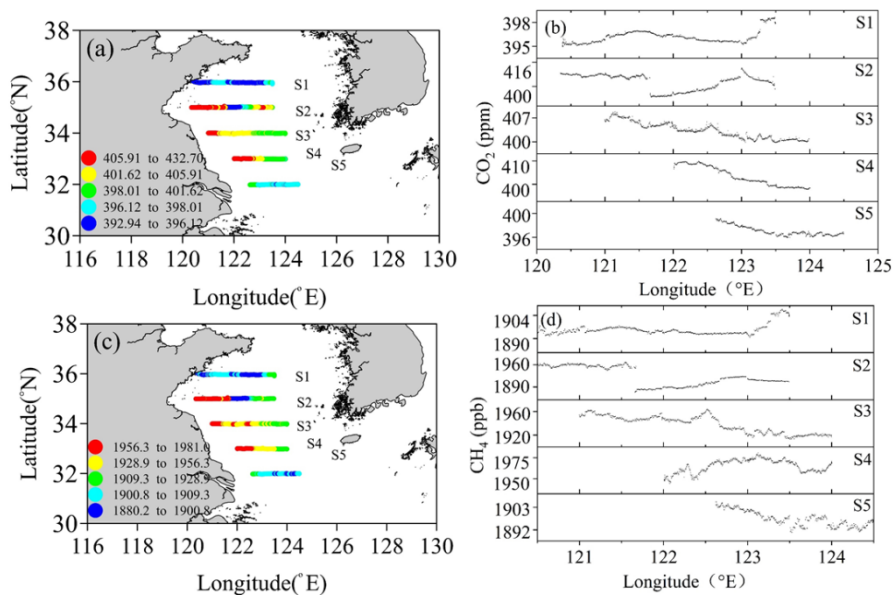 38
36
34
32
30
Latitude(°N)
(a)
S1
S2
S3
S4
S5
405.91 to 432.70
401.62 to 405.91
398.01 to 401.62
396.12 to 398.01
392.94 to 396.12
116 118 120 122 124 126 128 130
Longitude(°E)
(b)
CO2 (ppm)
398
395
S1
416
400
S2
407
400
S3
410
400
S4
400
396
S5
120 121 122 123 124 125
Longitude (°E)
38
36
34
32
30
Latitude(°N)
(c)
S1
S2
S3
S4
S5
1956.3 to 1981.0
1928.9 to 1956.3
1909.3 to 1928.9
1900.8 to 1909.3
1880.2 to 1900.8
116 118 120 122 124 126 128 130
Longitude(°E)
(d)
CH4 (ppb)
1904
1890
S1
1960
1890
S2
1960
1920
S3
1975
1950
S4
1903
1892
S5
121 122 123 124
Longitude (°E)